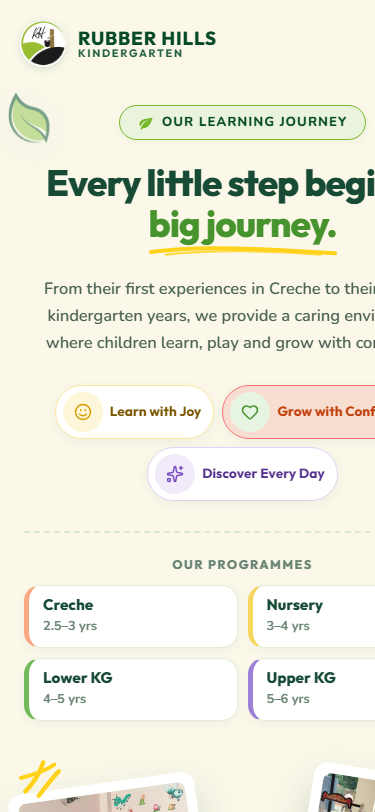 RUBBER HILLS
KINDERGARTEN
OUR LEARNING JOURNEY
Every little step begi
big journey.
From their first experiences in Creche to thei
kindergarten years, we provide a caring envi
where children learn, play and grow with co
Learn with Joy
Grow with Conf
Discover Every Day
OUR PROGRAMMES
Creche
2.5–3 yrs
Nursery
3–4 yrs
Lower KG
4–5 yrs
Upper KG
5–6 yrs